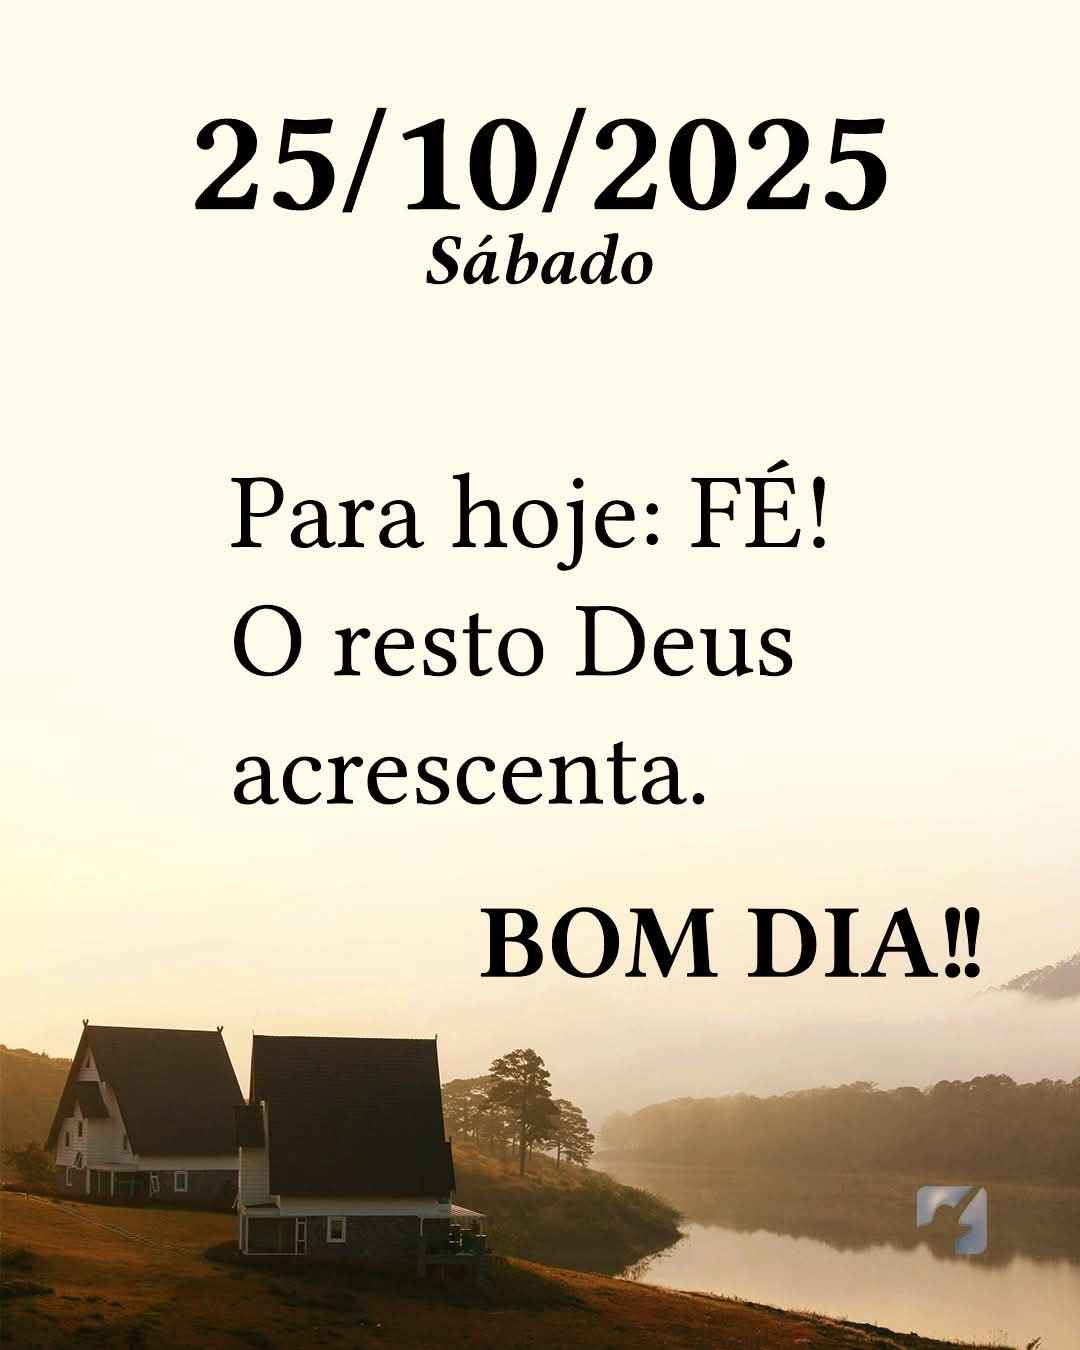 25/10/2025
Sábado
Para hoje: FÉ!
O resto Deus
acrescenta.
BOM DIA!!